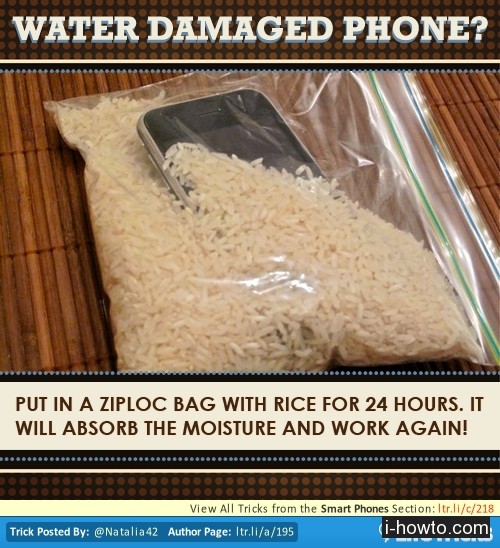 WATER DAMAGED PHONE?
PUT IN A ZIPLOC BAG WITH RICE FOR 24 HOURS. IT
WILL ABSORB THE MOISTURE AND WORK AGAIN!
View All Tricks from the Smart Phones Section: ltr.li/c/218
Trick Posted By: @Natalia42 Author Page: ltr.li/a/195
i-howto.com